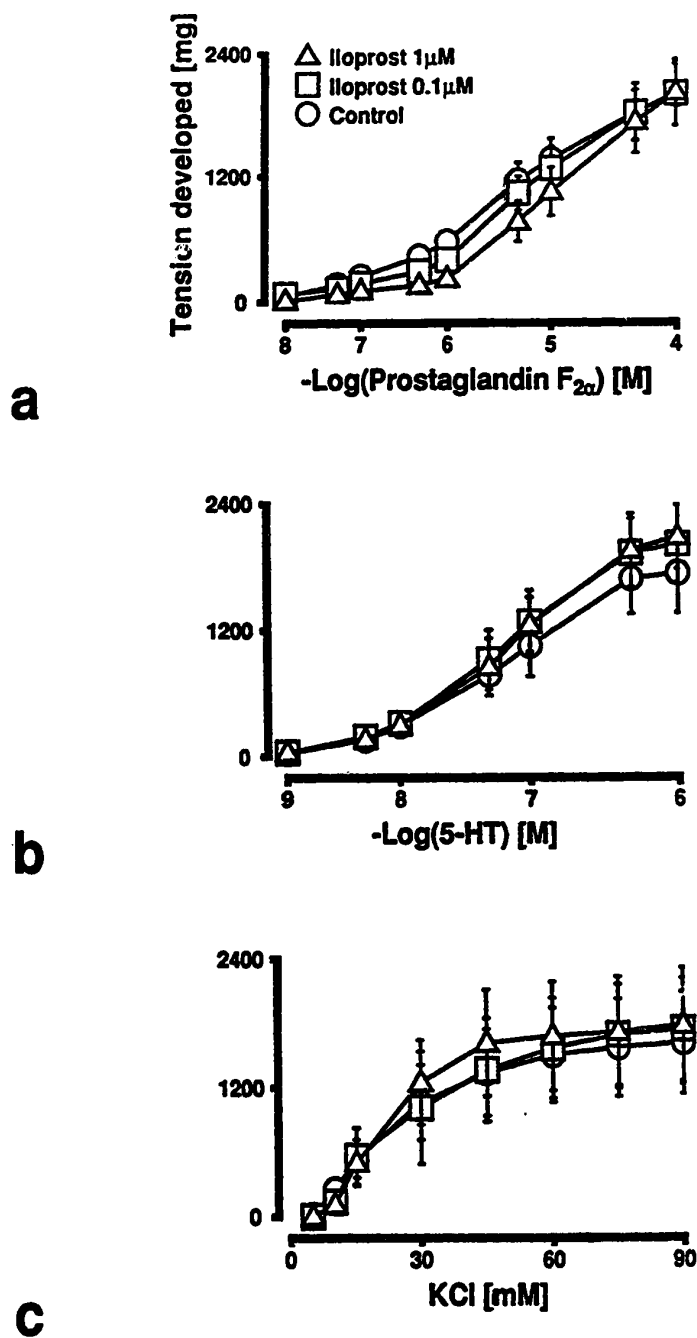 Tension developed [mg]
2400
1200
0
Iloprost 1μM
Iloprost 0.1μM
Control
8 7 6 5 4
-Log(Prostaglandin F2α) [M]
a
2400
1200
0
9 8 7 6
-Log(5-HT) [M]
b
2400
1200
0
0 30 60 90
KCl [mM]
c